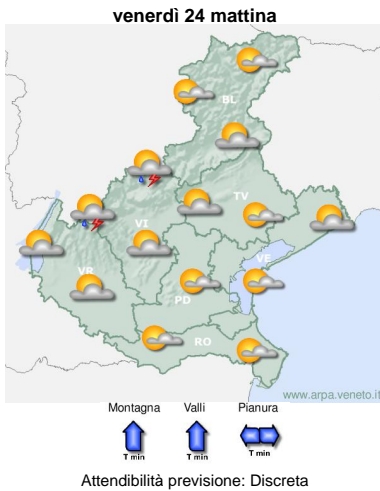 venerdì 24 mattina
BL
TV
VI
VE
VR
PD
RO
www.arpa.veneto.it
Montagna Valli Pianura
T min T min T min
Attendibilità previsione: Discreta